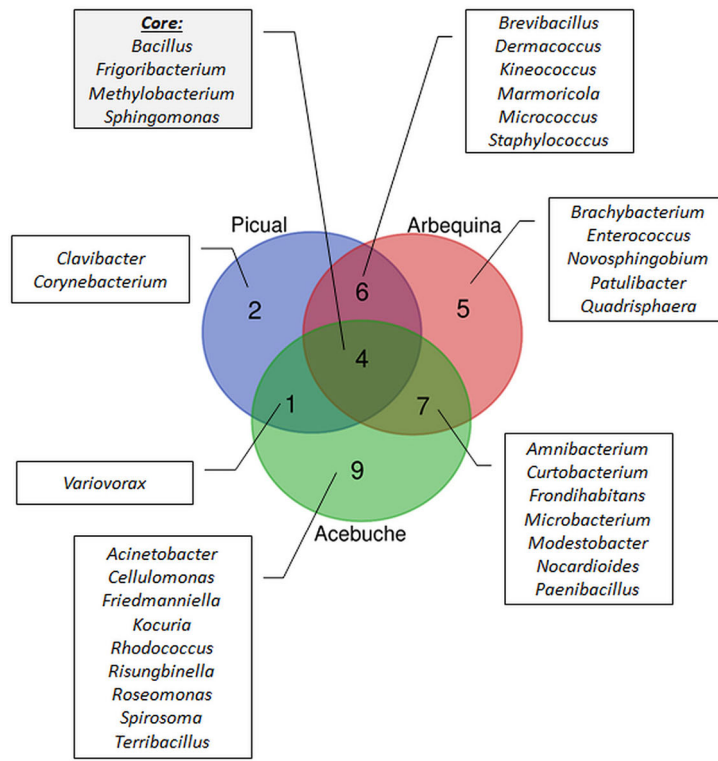 Core:
Bacillus
Frigoribacterium
Methylobacterium
Sphingomonas
Brevibacillus
Dermacoccus
Kineococcus
Marmoricola
Micrococcus
Staphylococcus
Picual
Arbequina
Clavibacter
Corynebacterium
Brachybacterium
Enterococcus
Novosphingobium
Patulibacter
Quadrisphaera
2
6
5
4
1
7
9
Variovorax
Amnibacterium
Curtobacterium
Frondihabitans
Microbacterium
Modestobacter
Nocardioides
Paenibacillus
Acebuche
Acinetobacter
Cellulomonas
Friedmanniella
Kocuria
Rhodococcus
Risungbinella
Roseomonas
Spirosoma
Terribacillus